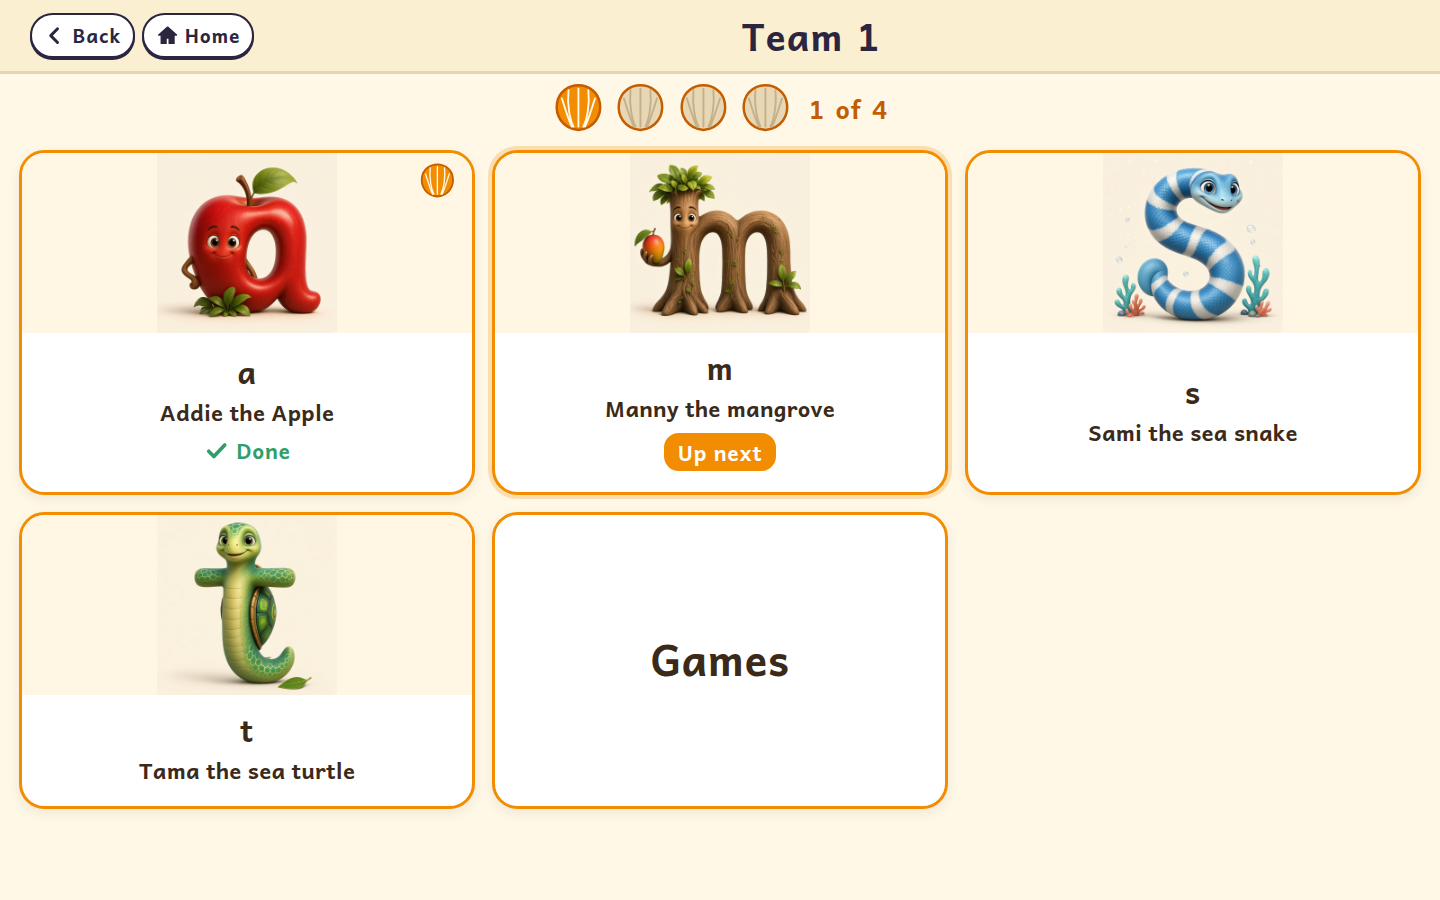 Back
Home
Team 1
1 of 4
a
Addie the Apple
Done
m
Manny the mangrove
Up next
s
Sami the sea snake
t
Tama the sea turtle
Games